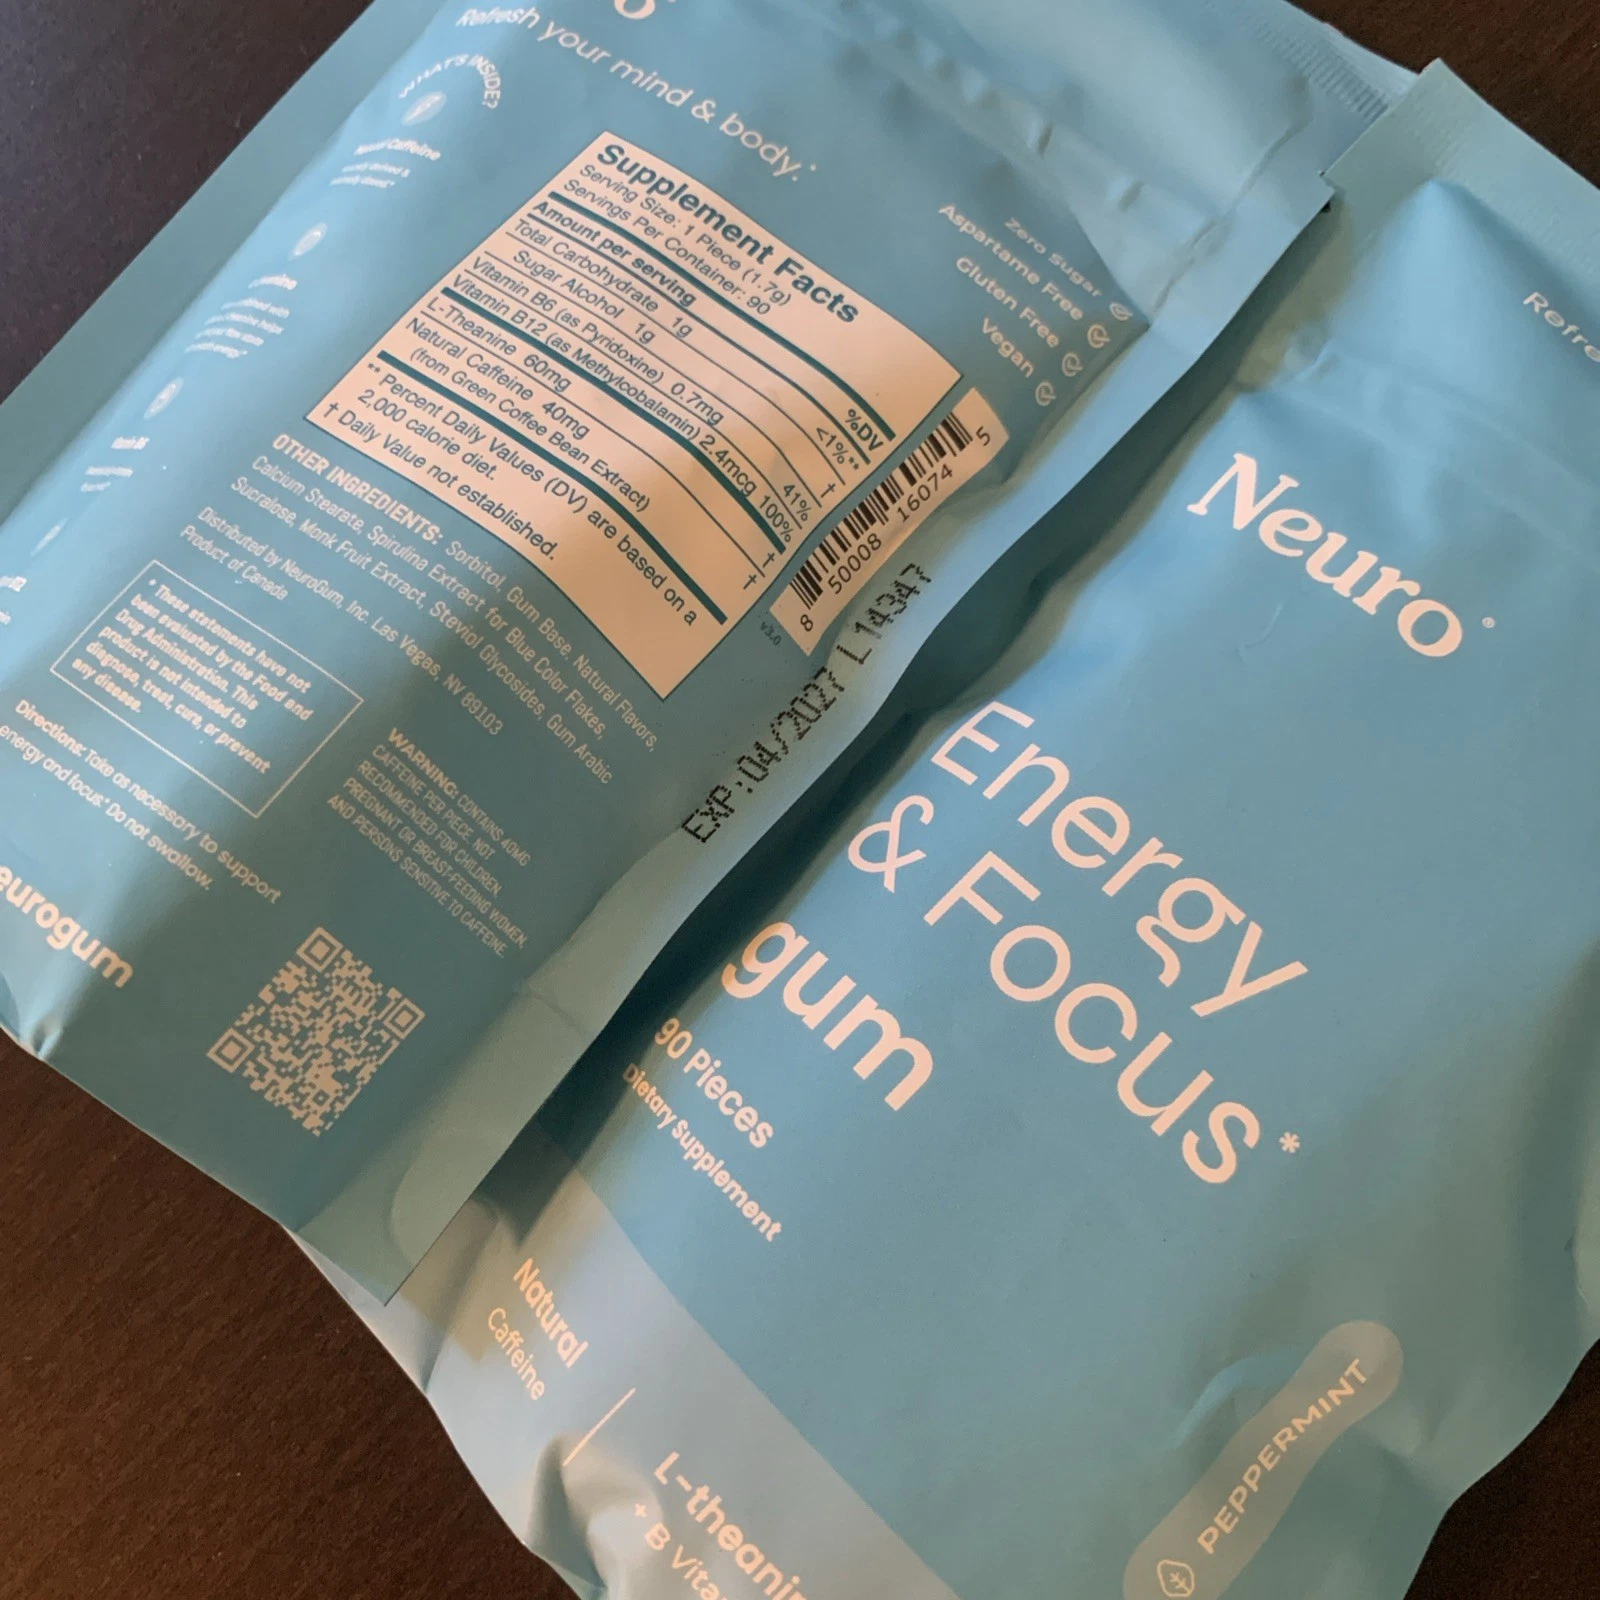 Refresh your mind & body.*
WHAT'S INSIDE?
Natural Caffeine
Supplement Facts
Serving Size: 1 Piece (1.7g)
Servings Per Container: 90
Amount per serving %DV
Total Carbohydrate 1g <1%**
Sugar Alcohol 1g †
Vitamin B6 (as Pyridoxine) 0.7mg 41%
Vitamin B12 (as Methylcobalamin) 2.4mcg 100%
L-Theanine 60mg †
Natural Caffeine 40mg †
(from Green Coffee Bean Extract)
** Percent Daily Values (DV) are based on a
2,000 calorie diet.
† Daily Value not established.
Zero Sugar
Aspartame Free
Gluten Free
Vegan
8 50008 16074 5
v3.0
EXP:04/2027 L14347
OTHER INGREDIENTS: Sorbitol, Gum Base, Natural Flavors,
Calcium Stearate, Spirulina Extract for Blue Color Flakes,
Sucralose, Monk Fruit Extract, Steviol Glycosides, Gum Arabic
Distributed by NeuroGum, Inc. Las Vegas, NV 89103
Product of Canada
* These statements have not
been evaluated by the Food and
Drug Administration. This
product is not intended to
diagnose, treat, cure, or prevent
any disease.
WARNING: CONTAINS 40MG
CAFFEINE PER PIECE. NOT
RECOMMENDED FOR CHILDREN,
PREGNANT OR BREAST-FEEDING WOMEN,
AND PERSONS SENSITIVE TO CAFFEINE.
Directions: Take as necessary to support
energy and focus.* Do not swallow.
eurogum
Refre
Neuro®
Energy
& Focus*
gum
90 Pieces
Dietary Supplement
Natural
Caffeine
L-theanin
+ B Vita
PEPPERMINT